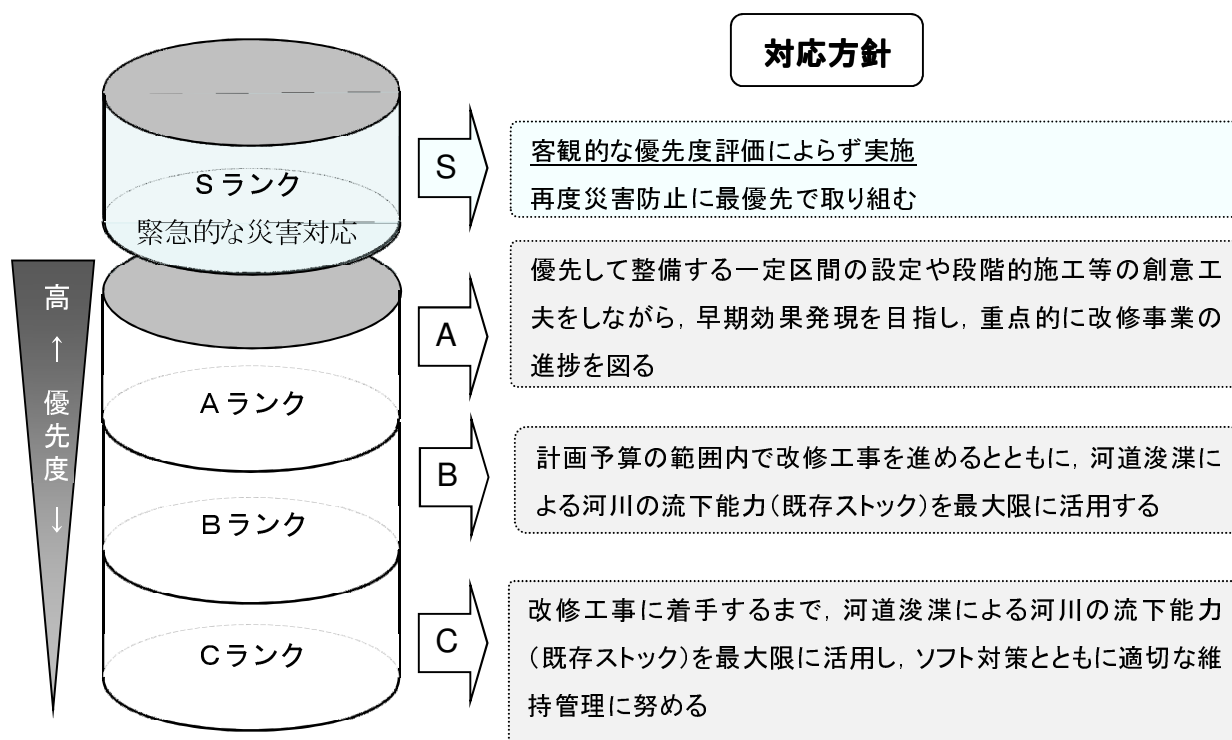 対応方針
Sランク
緊急的な災害対応
S
客観的な優先度評価によらず実施
再度災害防止に最優先で取り組む
高 ↑ 優先度 ↓
Aランク
A
優先して整備する一定区間の設定や段階的施工等の創意工
夫をしながら，早期効果発現を目指し，重点的に改修事業の
進捗を図る
Bランク
B
計画予算の範囲内で改修工事を進めるとともに，河道浚渫に
よる河川の流下能力（既存ストック）を最大限に活用する
Cランク
C
改修工事に着手するまで，河道浚渫による河川の流下能力
（既存ストック）を最大限に活用し，ソフト対策とともに適切な維
持管理に努める